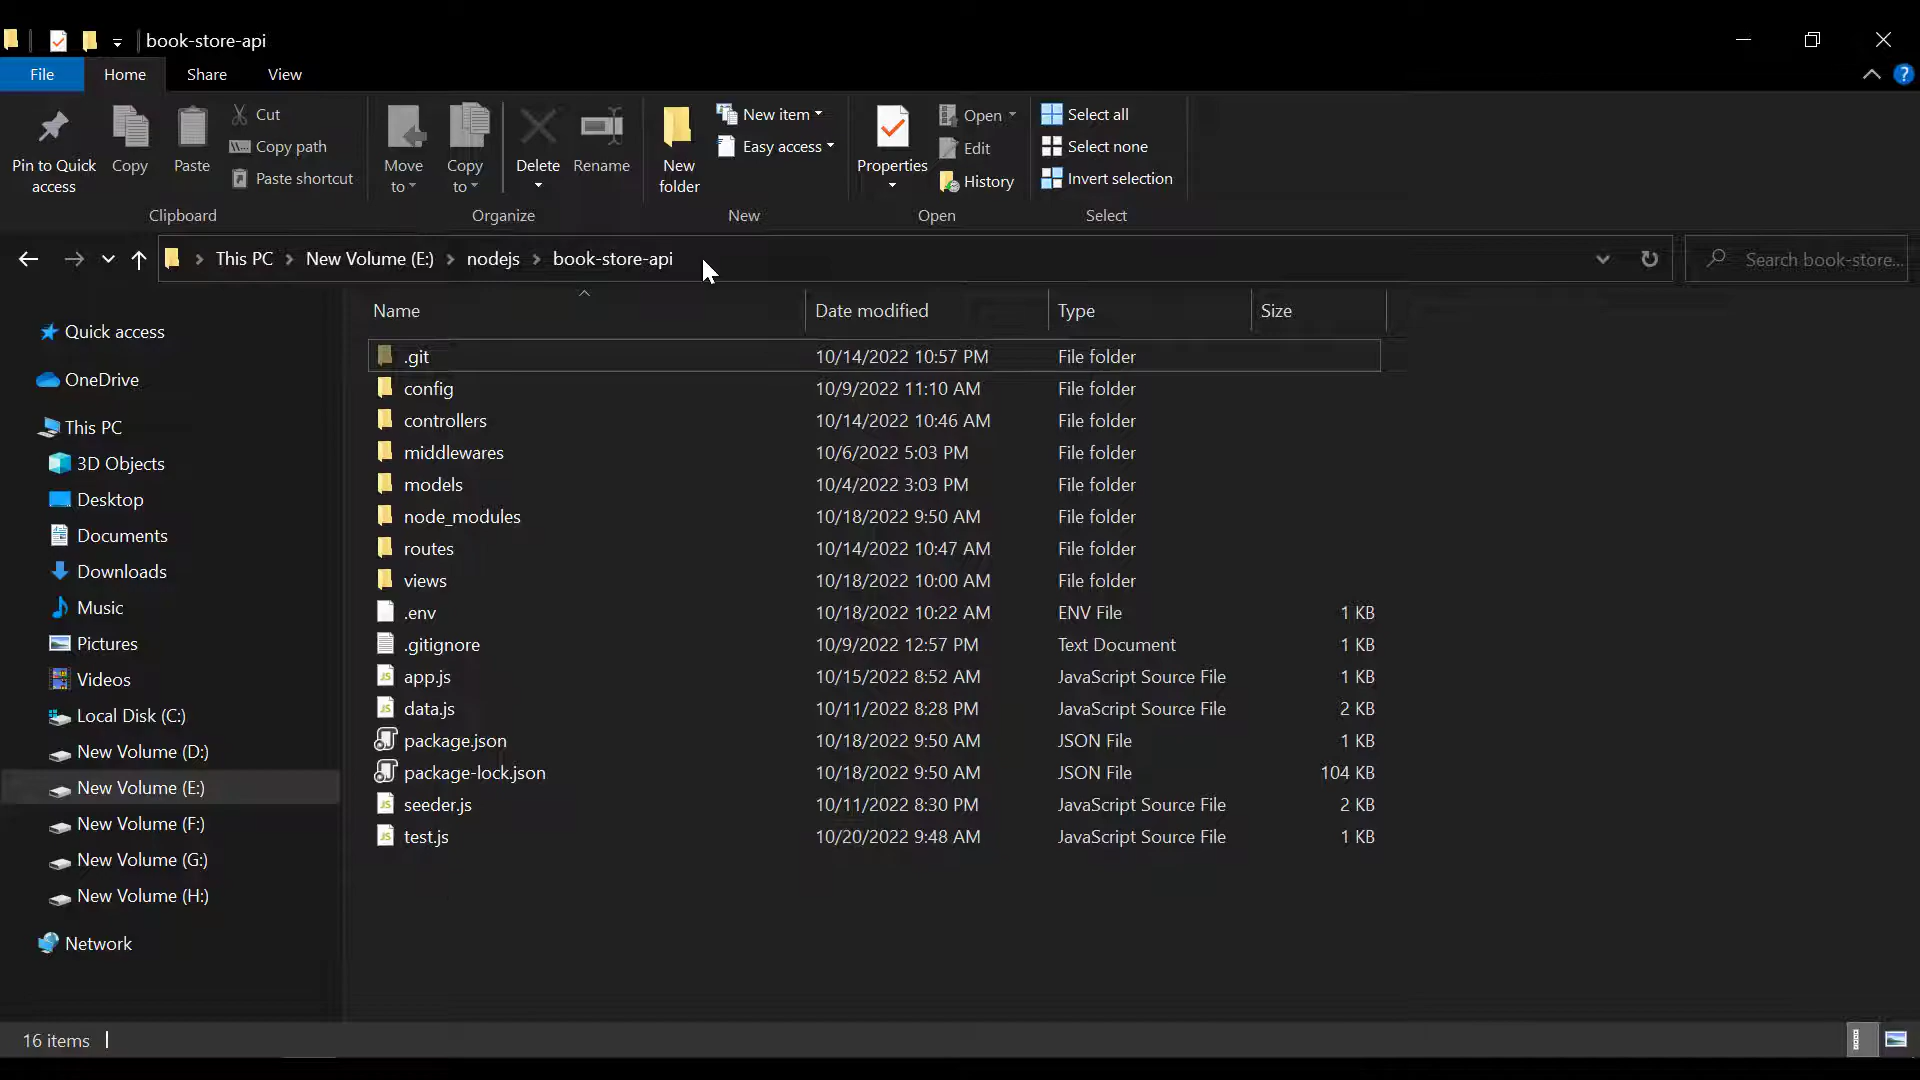 book-store-api
File Home Share View
Pin to Quick access
Copy
Paste
Cut
Copy path
Paste shortcut
Clipboard
Move to
Copy to
Delete
Rename
Organize
New folder
New item
Easy access
New
Properties
Open
Edit
History
Open
Select all
Select none
Invert selection
Select
This PC > New Volume (E:) > nodejs > book-store-api
Search book-store...
Quick access
OneDrive
This PC
3D Objects
Desktop
Documents
Downloads
Music
Pictures
Videos
Local Disk (C:)
New Volume (D:)
New Volume (E:)
New Volume (F:)
New Volume (G:)
New Volume (H:)
Network
Name Date modified Type Size
.git 10/14/2022 10:57 PM File folder
config 10/9/2022 11:10 AM File folder
controllers 10/14/2022 10:46 AM File folder
middlewares 10/6/2022 5:03 PM File folder
models 10/4/2022 3:03 PM File folder
node_modules 10/18/2022 9:50 AM File folder
routes 10/14/2022 10:47 AM File folder
views 10/18/2022 10:00 AM File folder
.env 10/18/2022 10:22 AM ENV File 1 KB
.gitignore 10/9/2022 12:57 PM Text Document 1 KB
app.js 10/15/2022 8:52 AM JavaScript Source File 1 KB
data.js 10/11/2022 8:28 PM JavaScript Source File 2 KB
package.json 10/18/2022 9:50 AM JSON File 1 KB
package-lock.json 10/18/2022 9:50 AM JSON File 104 KB
seeder.js 10/11/2022 8:30 PM JavaScript Source File 2 KB
test.js 10/20/2022 9:48 AM JavaScript Source File 1 KB
16 items